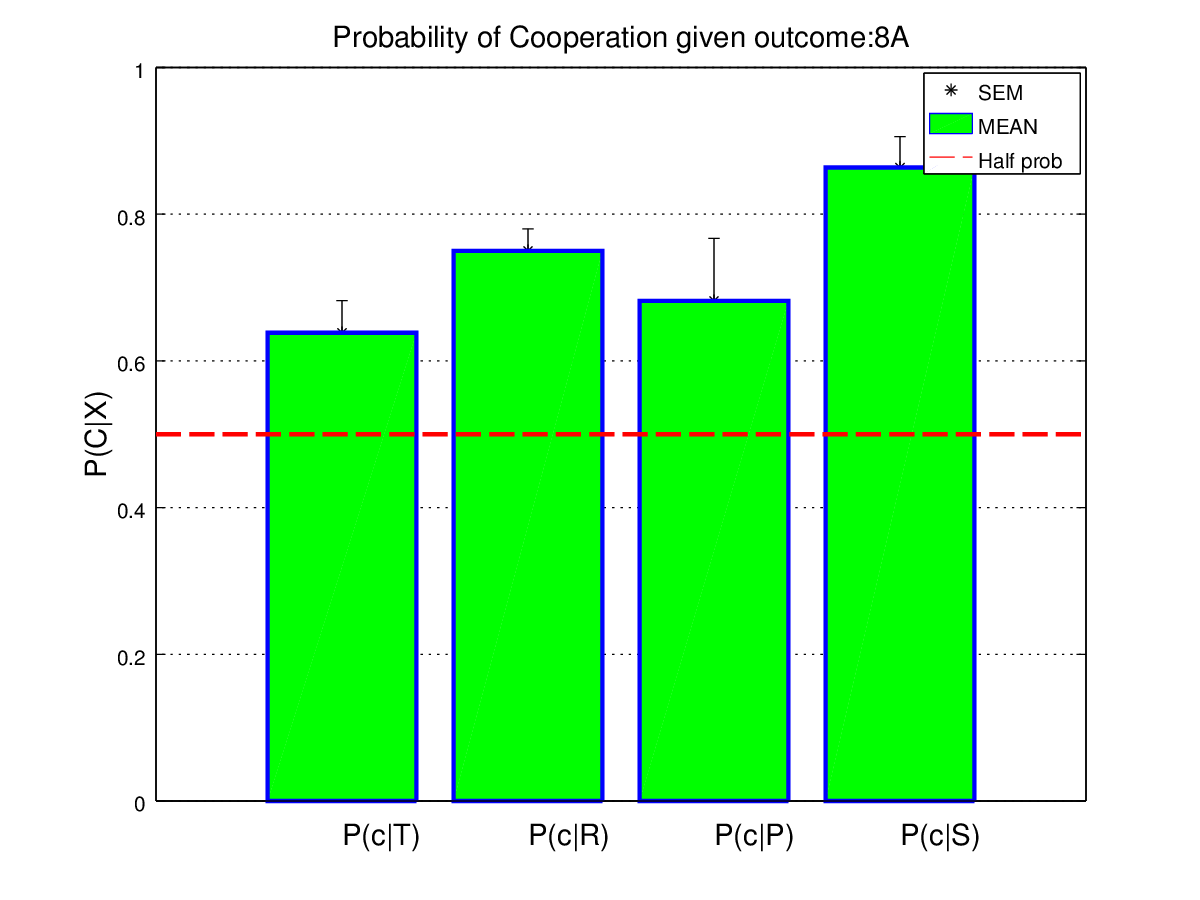 Probability of Cooperation given outcome:8A
1
0.8
0.6
0.4
0.2
0
P(C|X)
SEM
MEAN
Half prob
P(c|T)
P(c|R)
P(c|P)
P(c|S)